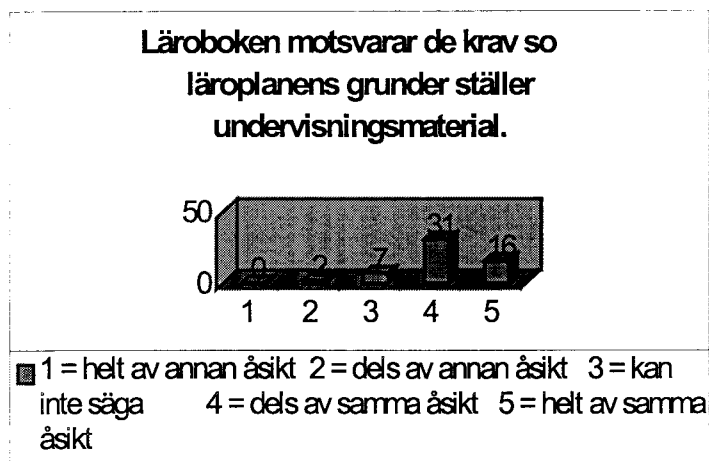 Läroboken motsvarar de krav so
läroplanens grunder ställer
undervisningsmaterial.
50
31
16
7
2
0
0
1 2 3 4 5
1 = helt av annan åsikt 2 = dels av annan åsikt 3 = kan
inte säga 4 = dels av samma åsikt 5 = helt av samma
åsikt